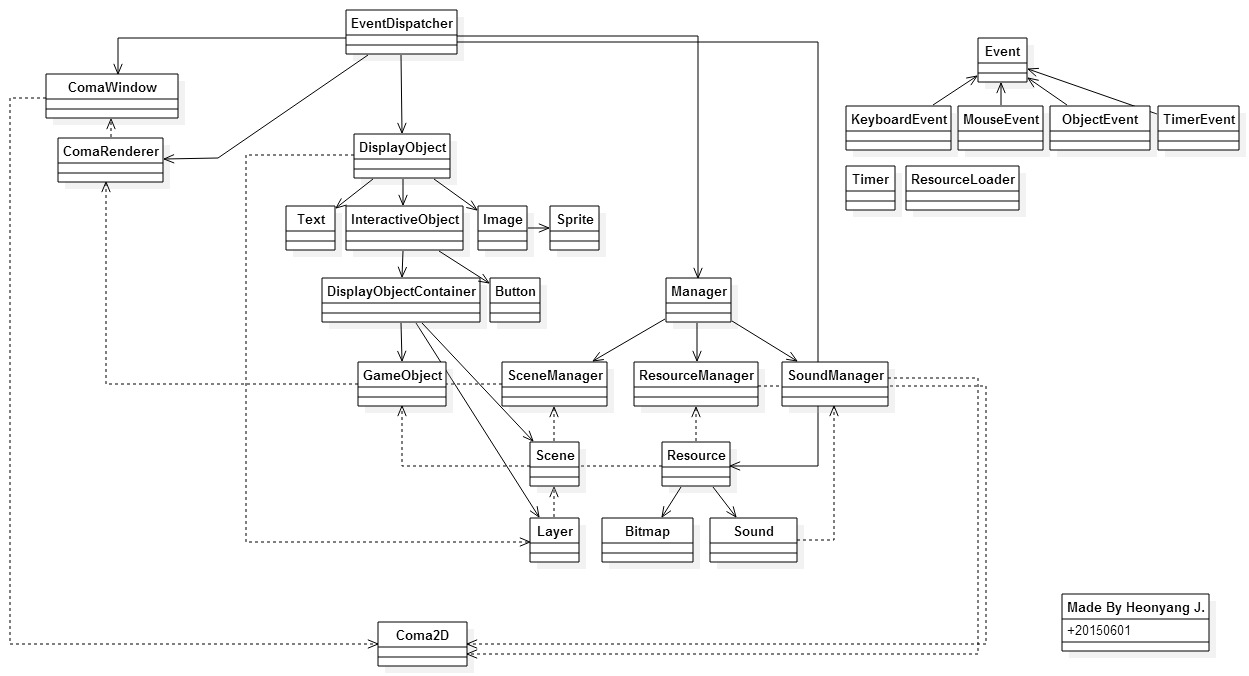 EventDispatcher
Event
ComaWindow
KeyboardEvent
MouseEvent
ObjectEvent
TimerEvent
ComaRenderer
DisplayObject
Timer
ResourceLoader
Text
InteractiveObject
Image
Sprite
DisplayObjectContainer
Button
Manager
GameObject
SceneManager
ResourceManager
SoundManager
Scene
Resource
Layer
Bitmap
Sound
Made By Heonyang J.
+20150601
Coma2D